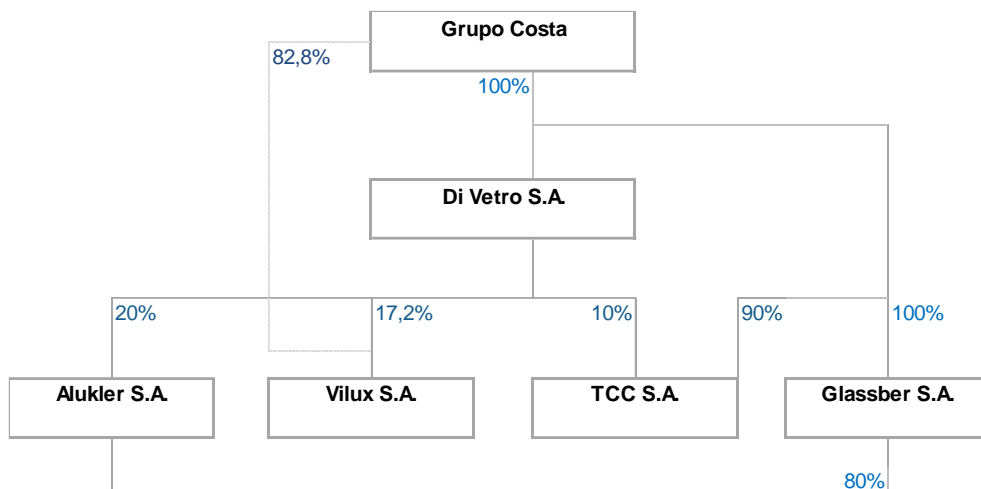 Grupo Costa
82,8%
100%
Di Vetro S.A.
20%
17,2%
10%
90%
100%
Alukler S.A.
Vilux S.A.
TCC S.A.
Glassber S.A.
80%